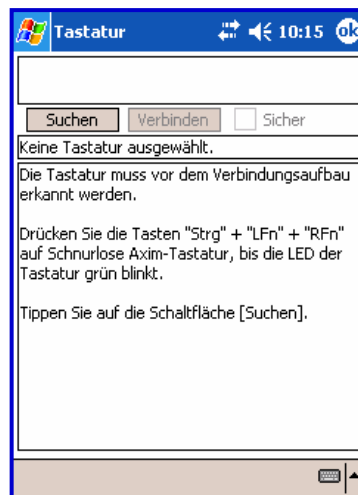 Tastatur 10:15 ok
Suchen Verbinden Sicher
Keine Tastatur ausgewählt.
Die Tastatur muss vor dem Verbindungsaufbau
erkannt werden.
Drücken Sie die Tasten "Strg" + "LFn" + "RFn"
auf Schnurlose Axim-Tastatur, bis die LED der
Tastatur grün blinkt.
Tippen Sie auf die Schaltfläche [Suchen].